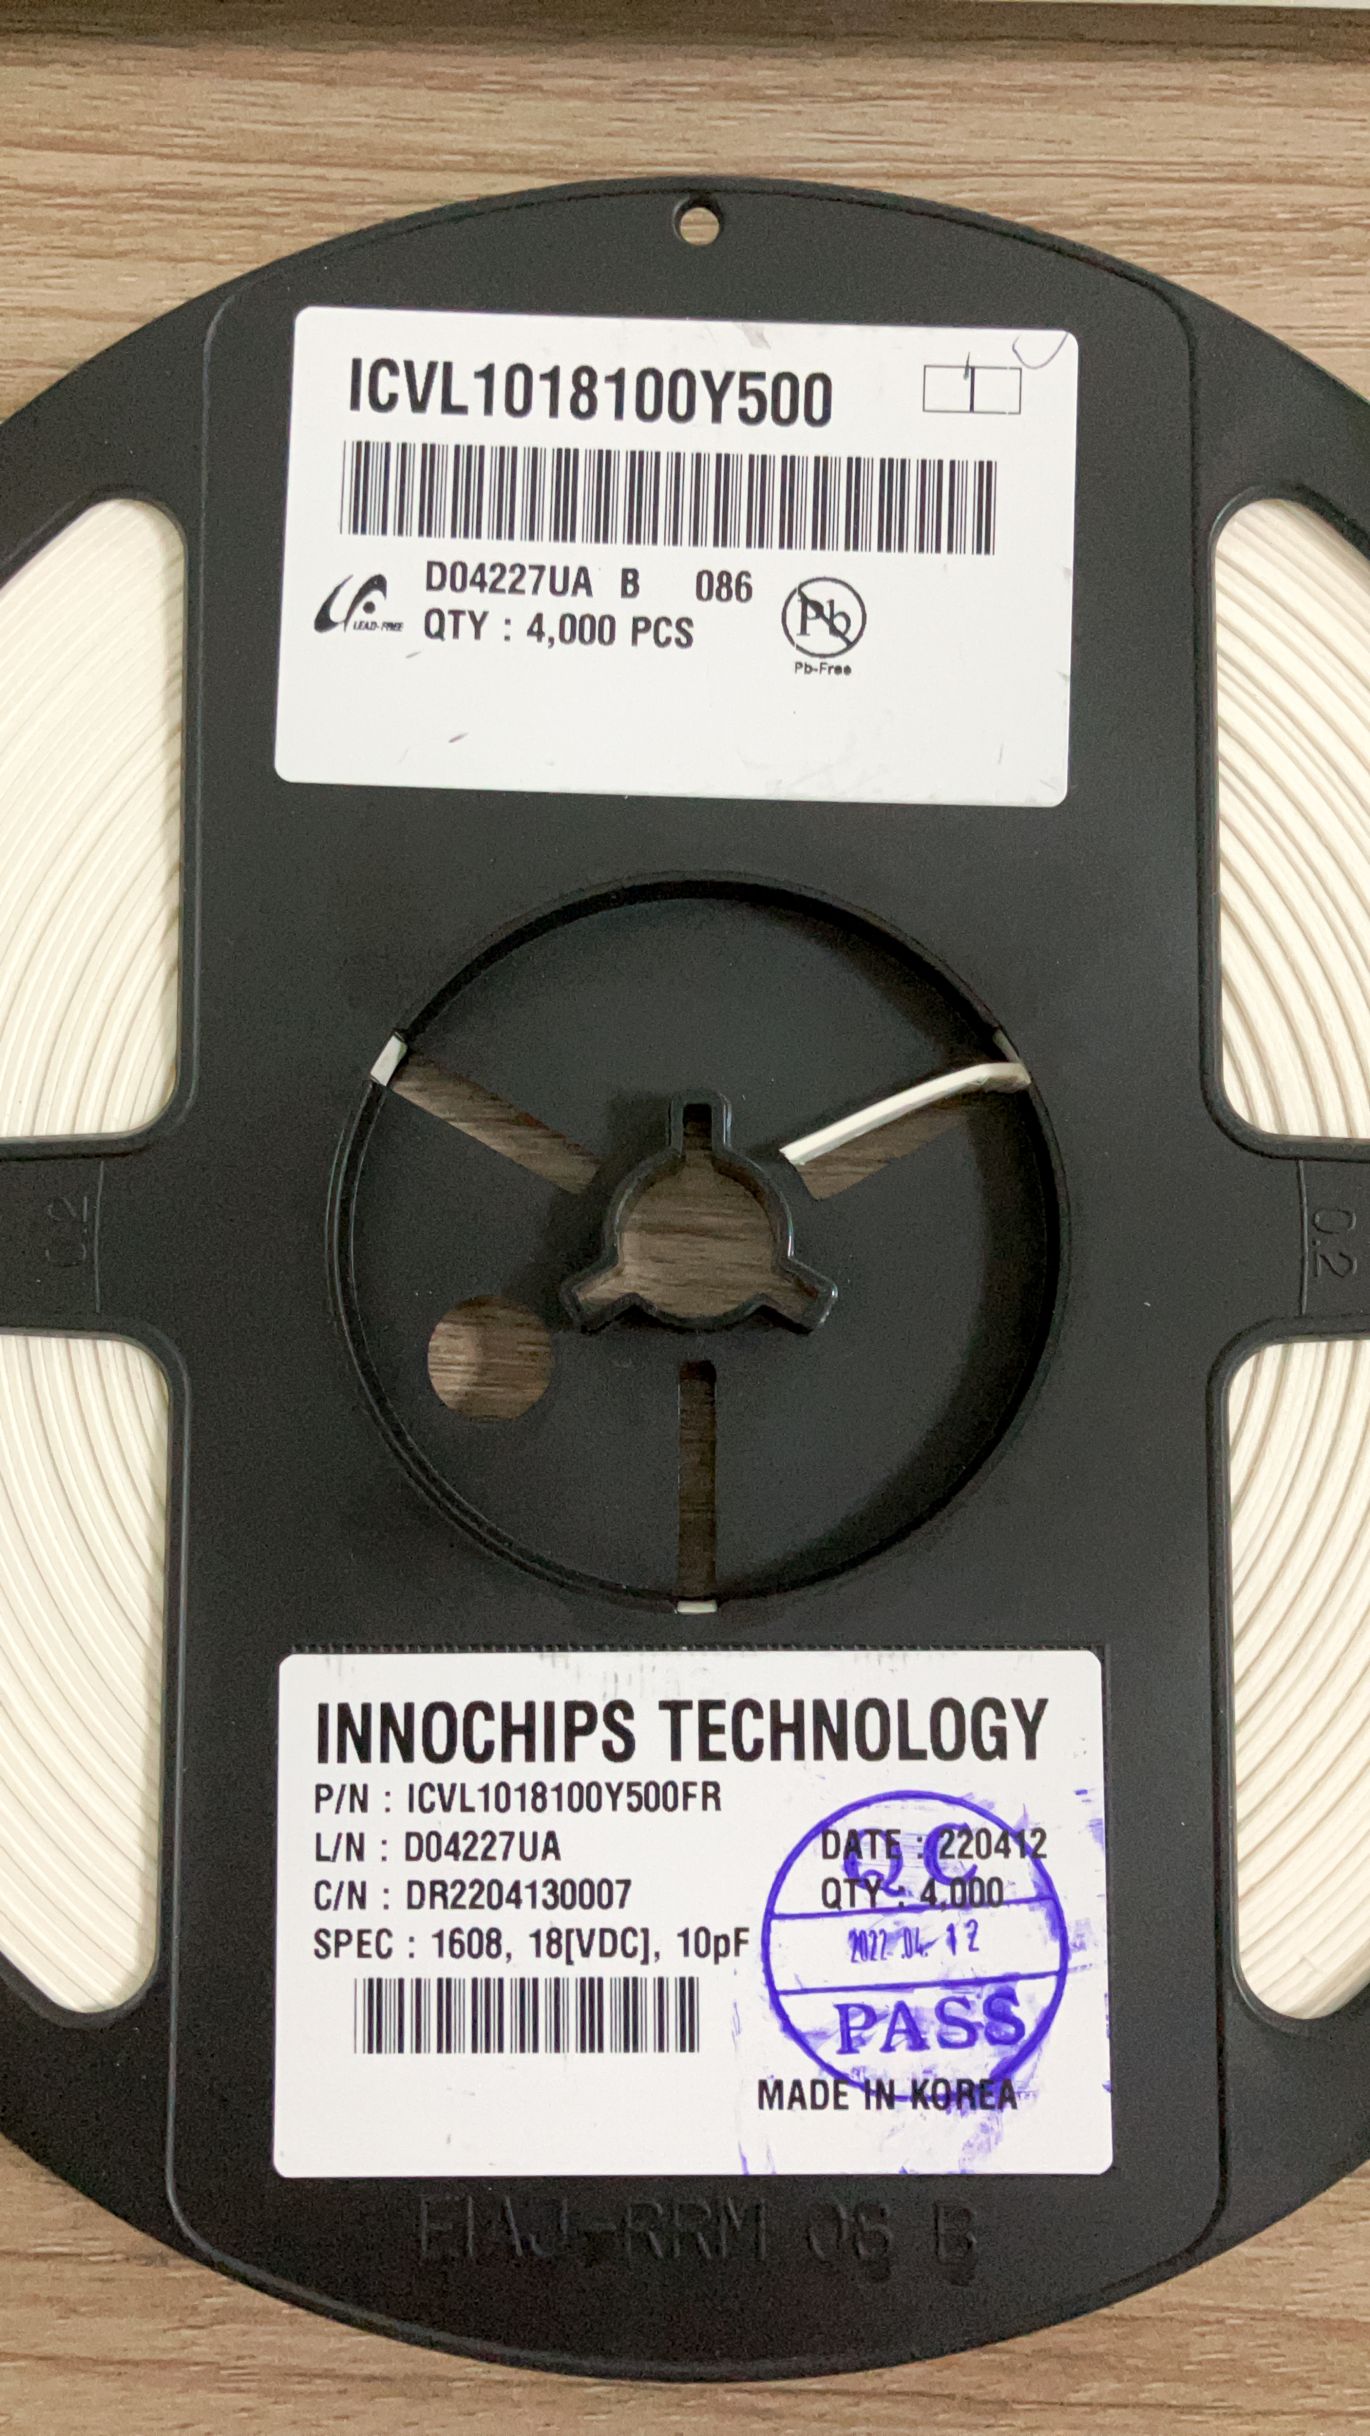 ICVL1018100Y500
D04227UA B 086
QTY : 4,000 PCS
LEAD-FREE
Pb
Pb-Free
0.2
0.2
INNOCHIPS TECHNOLOGY
P/N : ICVL1018100Y500FR
L/N : D04227UA
DATE : 220412
C/N : DR2204130007
QTY : 4,000
SPEC : 1608, 18[VDC], 10pF
QC
2022.04.12
PASS
MADE IN KOREA
EIAJ-RRM 08 B